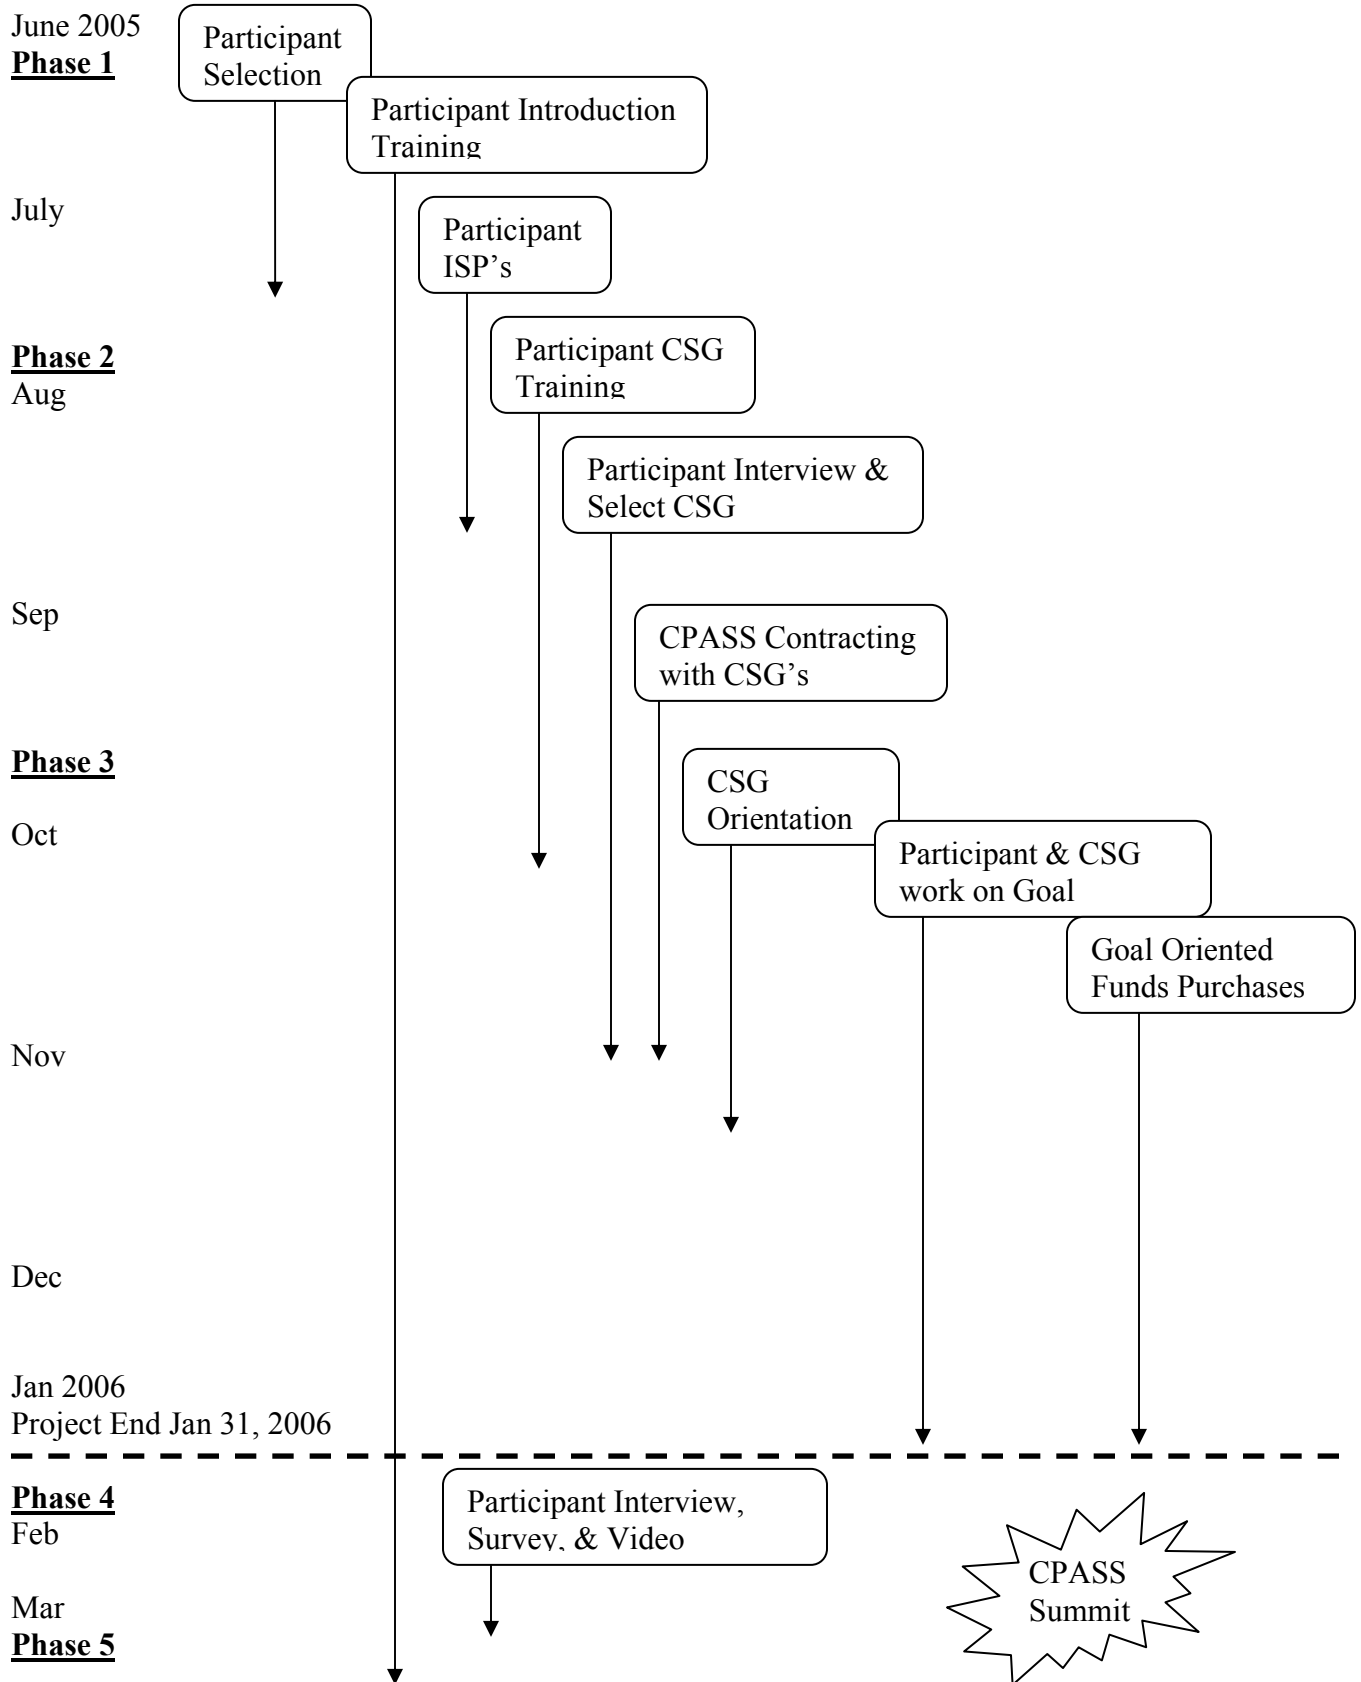 June 2005
Phase 1
Participant
Selection
Participant Introduction
Training
July
Participant
ISP’s
Phase 2
Aug
Participant CSG
Training
Participant Interview &
Select CSG
Sep
CPASS Contracting
with CSG’s
Phase 3
CSG
Orientation
Oct
Participant & CSG
work on Goal
Goal Oriented
Funds Purchases
Nov
Dec
Jan 2006
Project End Jan 31, 2006
Phase 4
Feb
Participant Interview,
Survey, & Video
CPASS
Summit
Mar
Phase 5